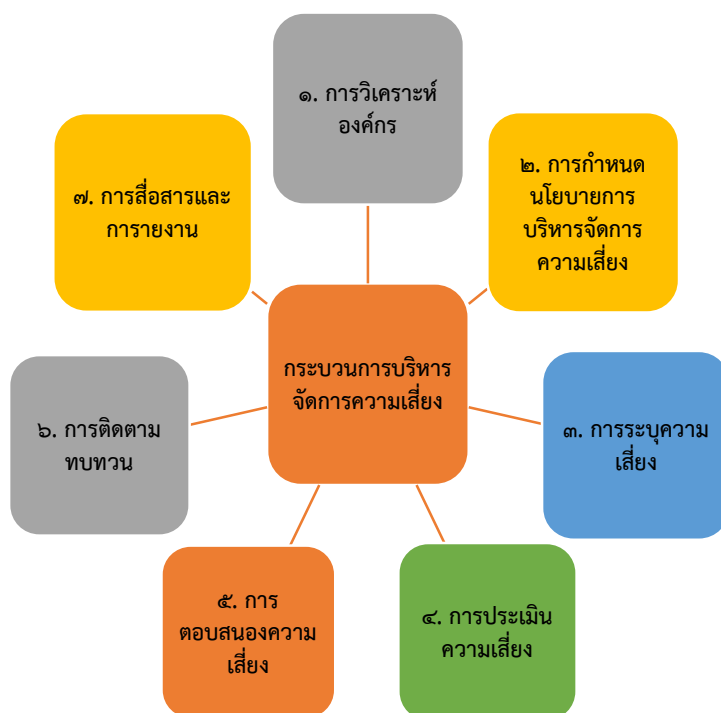 ๑. การวิเคราะห์
องค์กร
๒. การกำหนด
นโยบายการ
บริหารจัดการ
ความเสี่ยง
๓. การระบุความ
เสี่ยง
๔. การประเมิน
ความเสี่ยง
๕. การ
ตอบสนองความ
เสี่ยง
๖. การติดตาม
ทบทวน
๗. การสื่อสารและ
การายงาน
กระบวนการบริหาร
จัดการความเสี่ยง